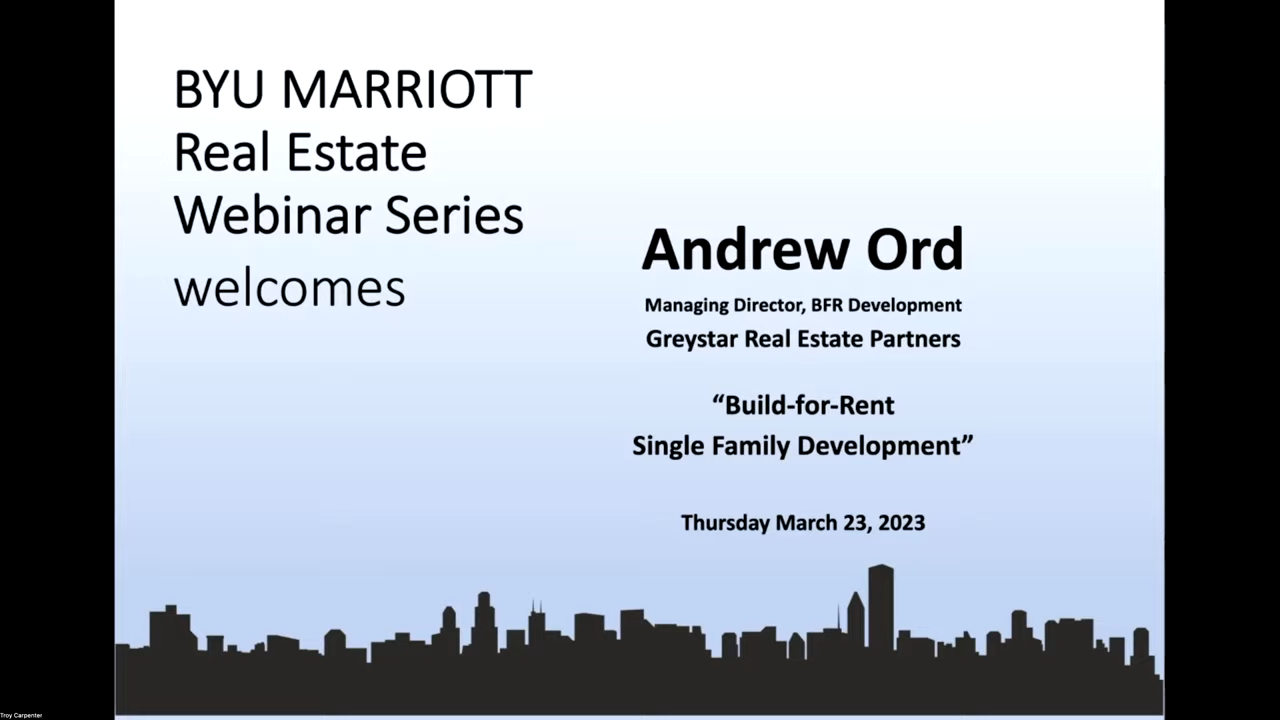 BYU MARRIOTT
Real Estate
Webinar Series
welcomes
Andrew Ord
Managing Director, BFR Development
Greystar Real Estate Partners
“Build-for-Rent
Single Family Development”
Thursday March 23, 2023
Troy Carpenter